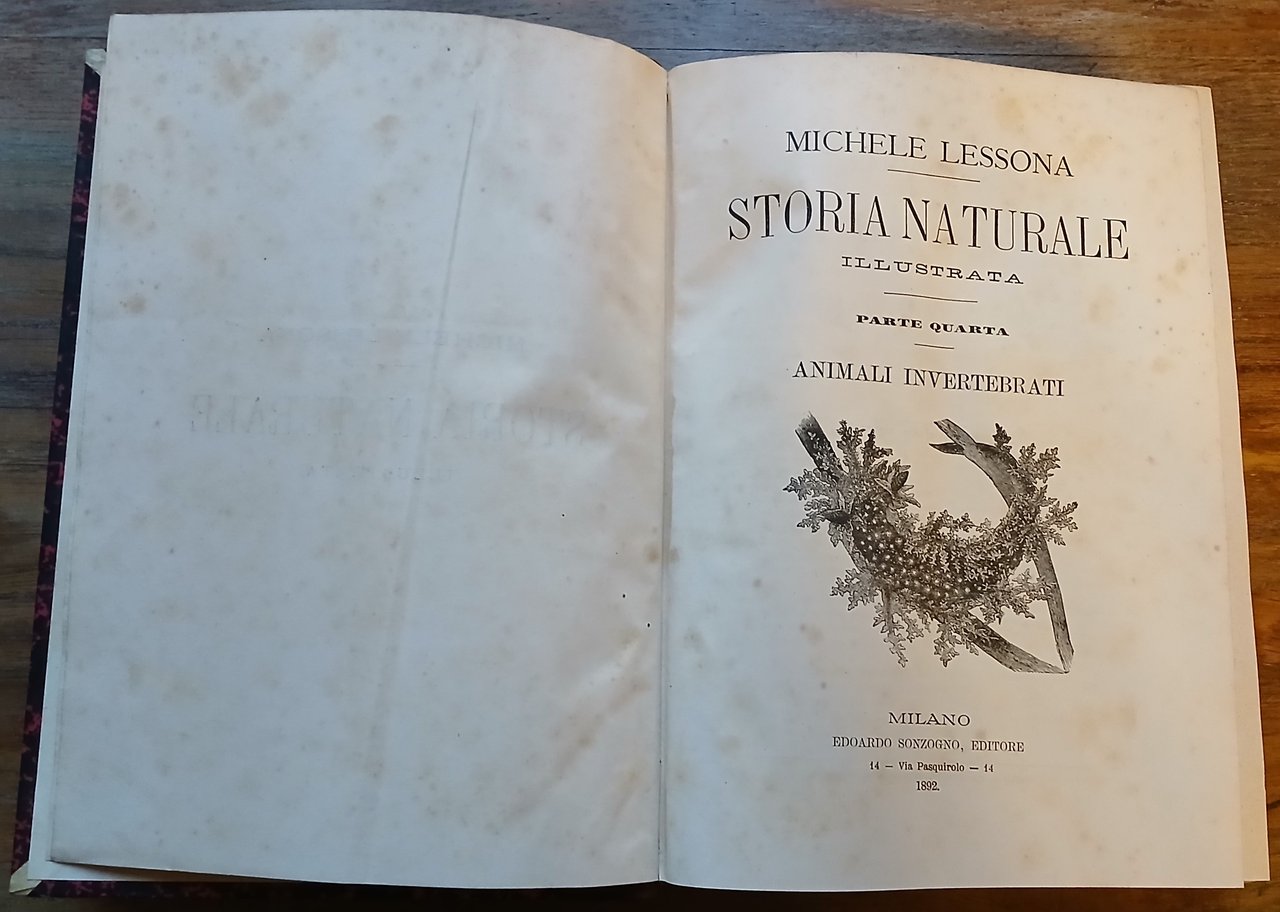 MICHELE LESSONA
STORIA NATURALE
ILLUSTRATA
PARTE QUARTA
ANIMALI INVERTEBRATI
MILANO
EDOARDO SONZOGNO, EDITORE
14 — Via Pasquirolo — 14
1892.